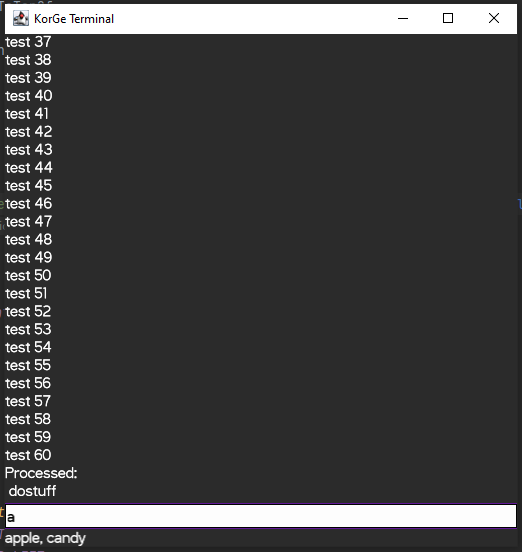 KorGe Terminal
test 37
test 38
test 39
test 40
test 41
test 42
test 43
test 44
test 45
test 46
test 47
test 48
test 49
test 50
test 51
test 52
test 53
test 54
test 55
test 56
test 57
test 58
test 59
test 60
Processed:
dostuff
a
apple, candy